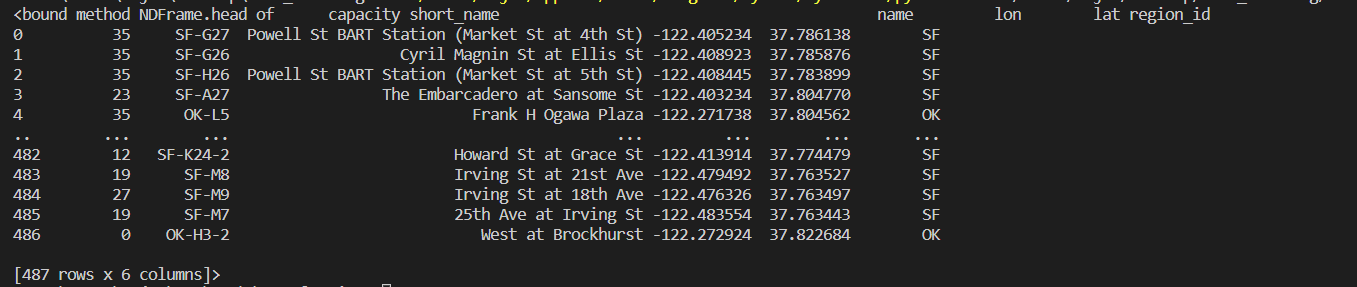 <bound method NDFrame.head of capacity short_name name lon lat region_id
0 35 SF-G27 Powell St BART Station (Market St at 4th St) -122.405234 37.786138 SF
1 35 SF-G26 Cyril Magnin St at Ellis St -122.408923 37.785876 SF
2 35 SF-H26 Powell St BART Station (Market St at 5th St) -122.408445 37.783899 SF
3 23 SF-A27 The Embarcadero at Sansome St -122.403234 37.804770 SF
4 35 OK-L5 Frank H Ogawa Plaza -122.271738 37.804562 OK
.. ... ... ... ... ... ...
482 12 SF-K24-2 Howard St at Grace St -122.413914 37.774479 SF
483 19 SF-M8 Irving St at 21st Ave -122.479492 37.763527 SF
484 27 SF-M9 Irving St at 18th Ave -122.476326 37.763497 SF
485 19 SF-M7 25th Ave at Irving St -122.483554 37.763443 SF
486 0 OK-H3-2 West at Brockhurst -122.272924 37.822684 OK
[487 rows x 6 columns]>